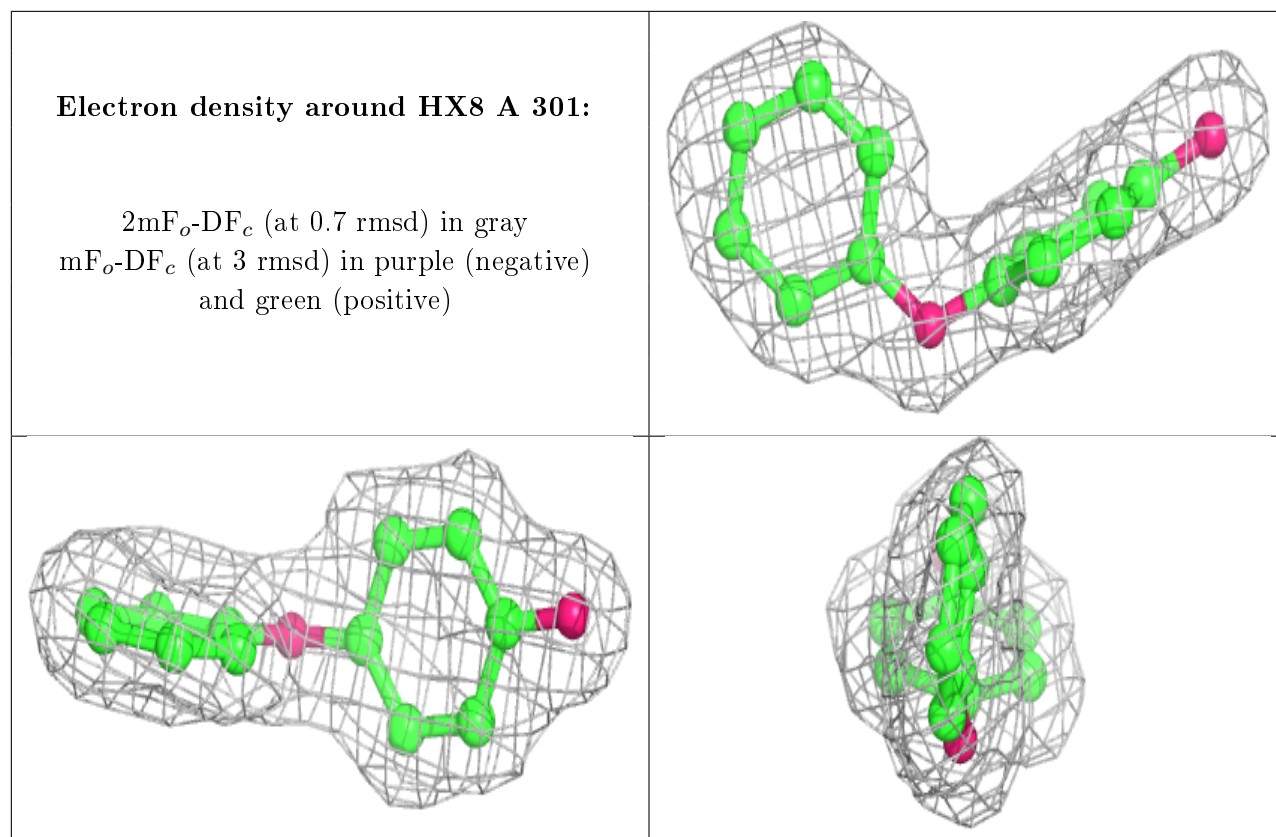 Electron density around HX8 A 301:
2mFₒ-DF𝒸 (at 0.7 rmsd) in gray
mFₒ-DF𝒸 (at 3 rmsd) in purple (negative)
and green (positive)